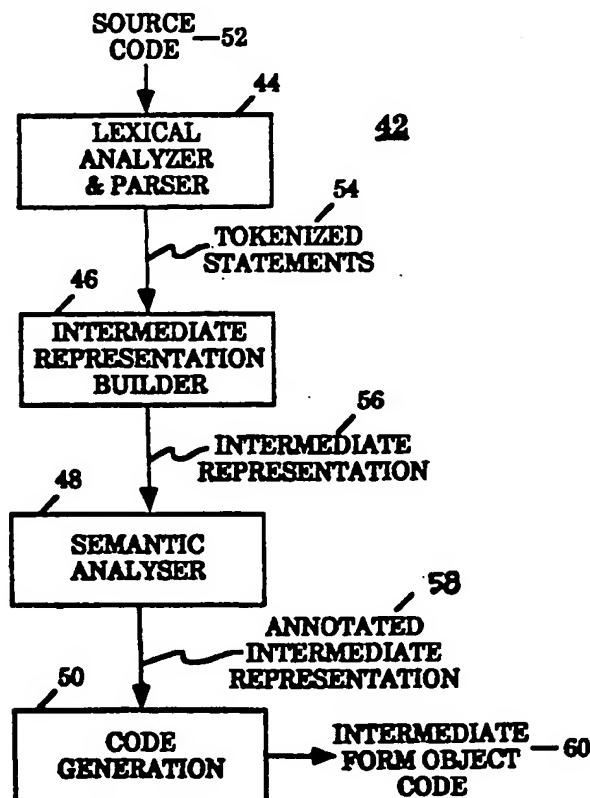 SOURCE
CODE 52
44
LEXICAL
ANALYZER
& PARSER
42
54
TOKENIZED
STATEMENTS
46
INTERMEDIATE
REPRESENTATION
BUILDER
56
INTERMEDIATE
REPRESENTATION
48
SEMANTIC
ANALYSER
58
ANNOTATED
INTERMEDIATE
REPRESENTATION
50
CODE
GENERATION
INTERMEDIATE
FORM OBJECT
CODE
60